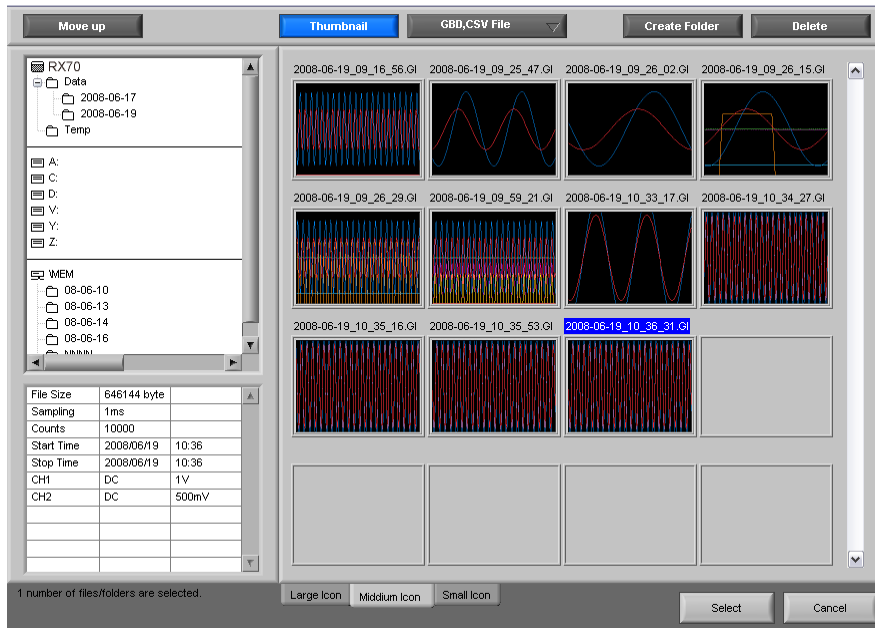 Move up
Thumbnail
GBD,CSV File
Create Folder
Delete
RX70
Data
2008-06-17
2008-06-19
Temp
A:
C:
D:
V:
Y:
Z:
\MEM
08-06-10
08-06-13
08-06-14
08-06-16
2008-06-19_09_16_56.GI 2008-06-19_09_25_47.GI 2008-06-19_09_26_02.GI 2008-06-19_09_26_15.GI
2008-06-19_09_26_29.GI 2008-06-19_09_59_21.GI 2008-06-19_10_33_17.GI 2008-06-19_10_34_27.GI
2008-06-19_10_35_16.GI 2008-06-19_10_35_53.GI 2008-06-19_10_36_31.GI
File Size 646144 byte
Sampling 1ms
Counts 10000
Start Time 2008/06/19 10:36
Stop Time 2008/06/19 10:36
CH1 DC 1V
CH2 DC 500mV
1 number of files/folders are selected.
Large Icon
Middium Icon
Small Icon
Select
Cancel